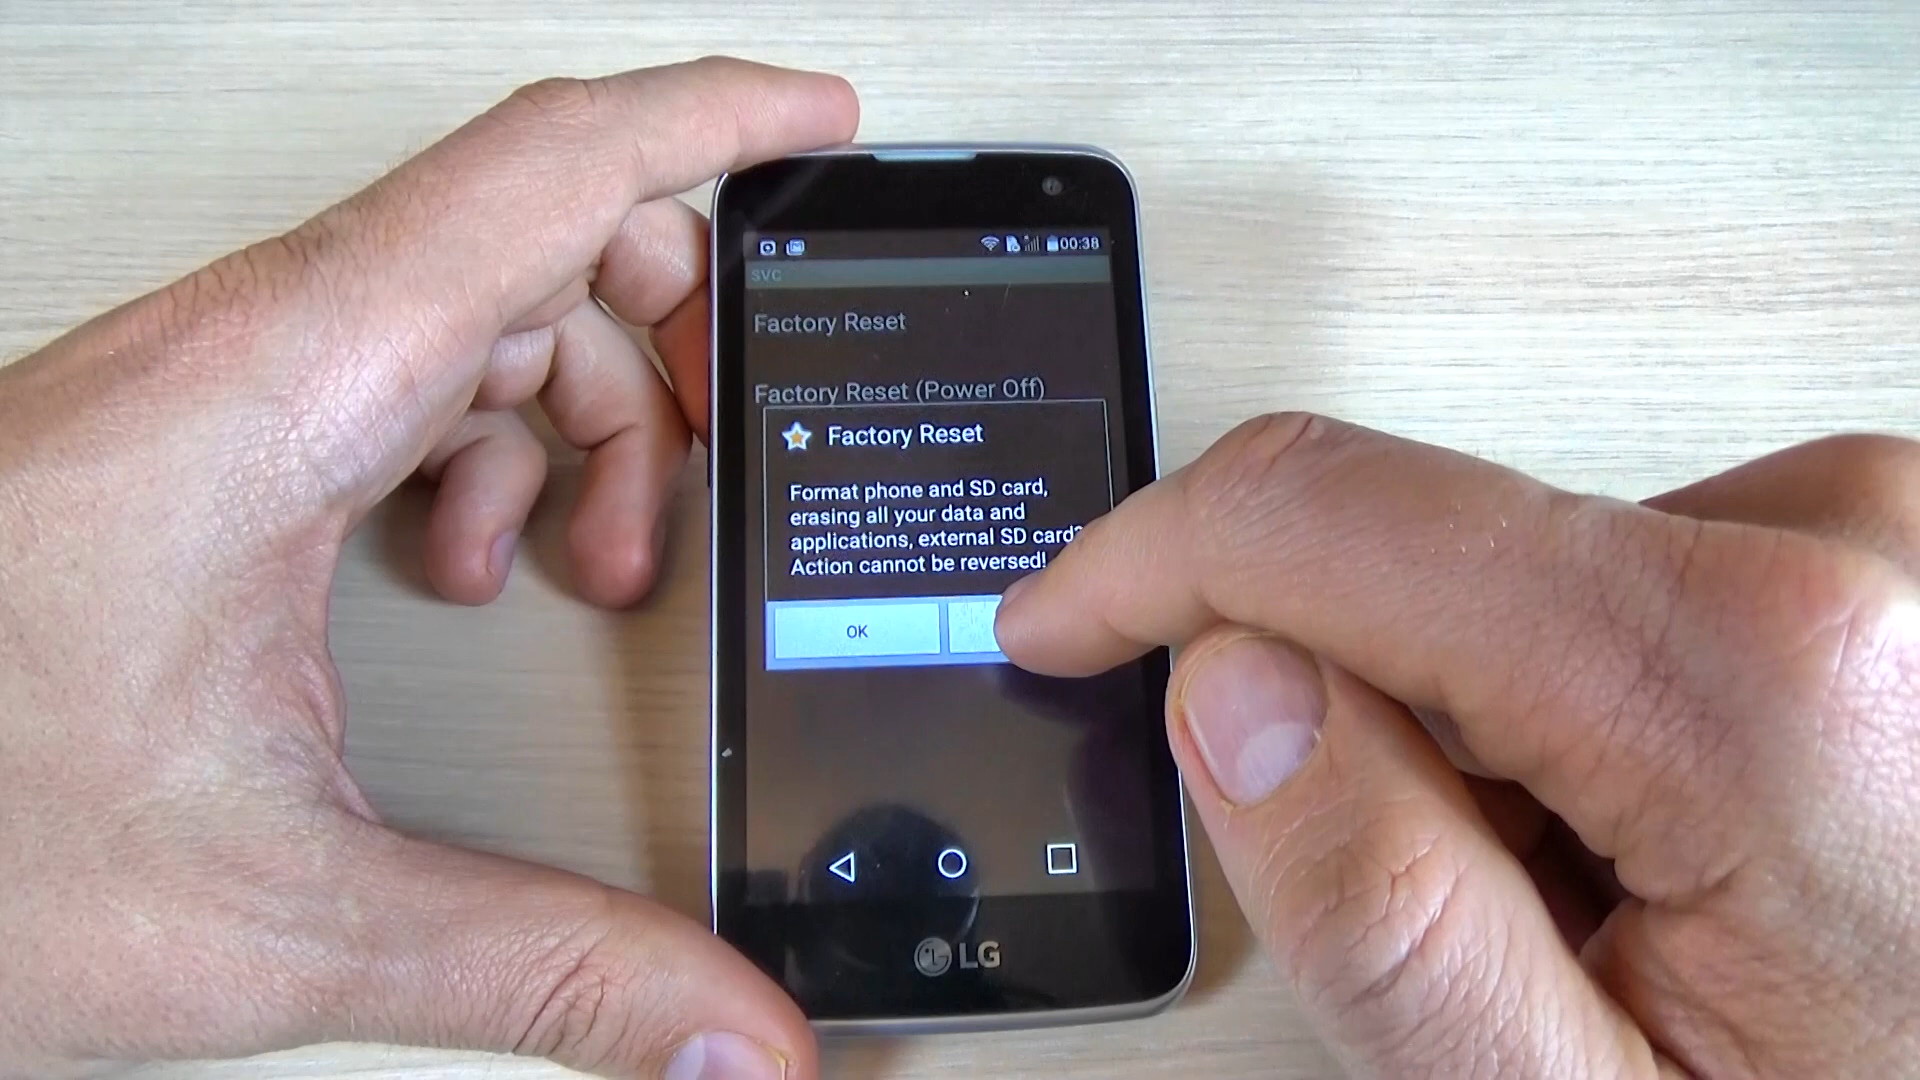 00:38
SVC
Factory Reset
Factory Reset (Power Off)
Factory Reset
Format phone and SD card,
erasing all your data and
applications, external SD card?
Action cannot be reversed!
OK
LG